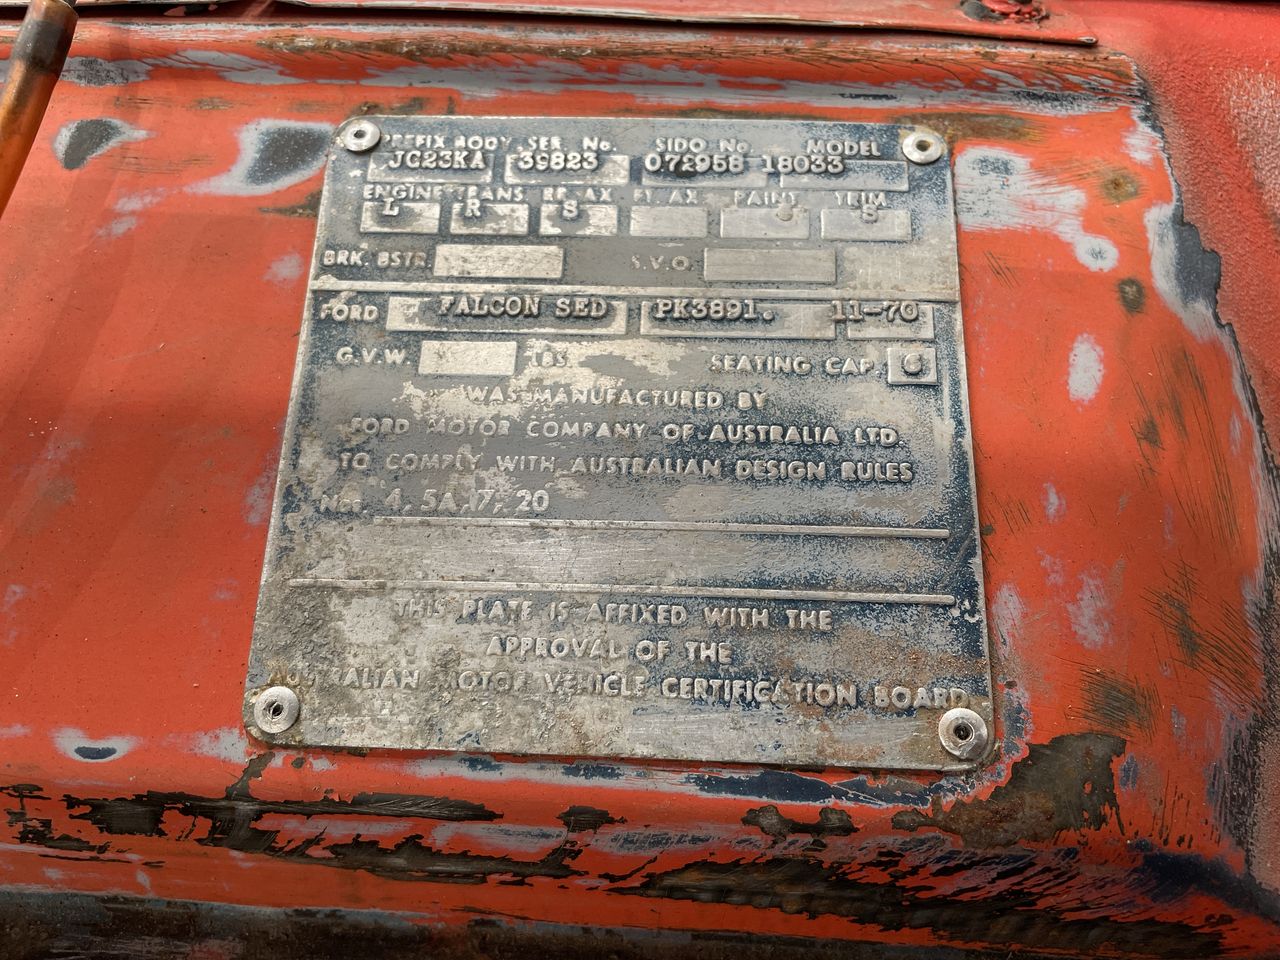 PREFIX BODY SER No. SIDO No. MODEL
JG23KA 39823 072958 18033
ENGINE TRANS RR.AX FT. AX PAINT TRIM
L R S S
BRK. BSTR S.V.O.
FORD FALCON SED PK3891. 11-70
G.V.W. LBS. SEATING CAP. 6
WAS MANUFACTURED BY
FORD MOTOR COMPANY OF AUSTRALIA LTD.
TO COMPLY WITH AUSTRALIAN DESIGN RULES
Nos. 4, 5A, 7, 20
THIS PLATE IS AFFIXED WITH THE
APPROVAL OF THE
AUSTRALIAN MOTOR VEHICLE CERTIFICATION BOARD